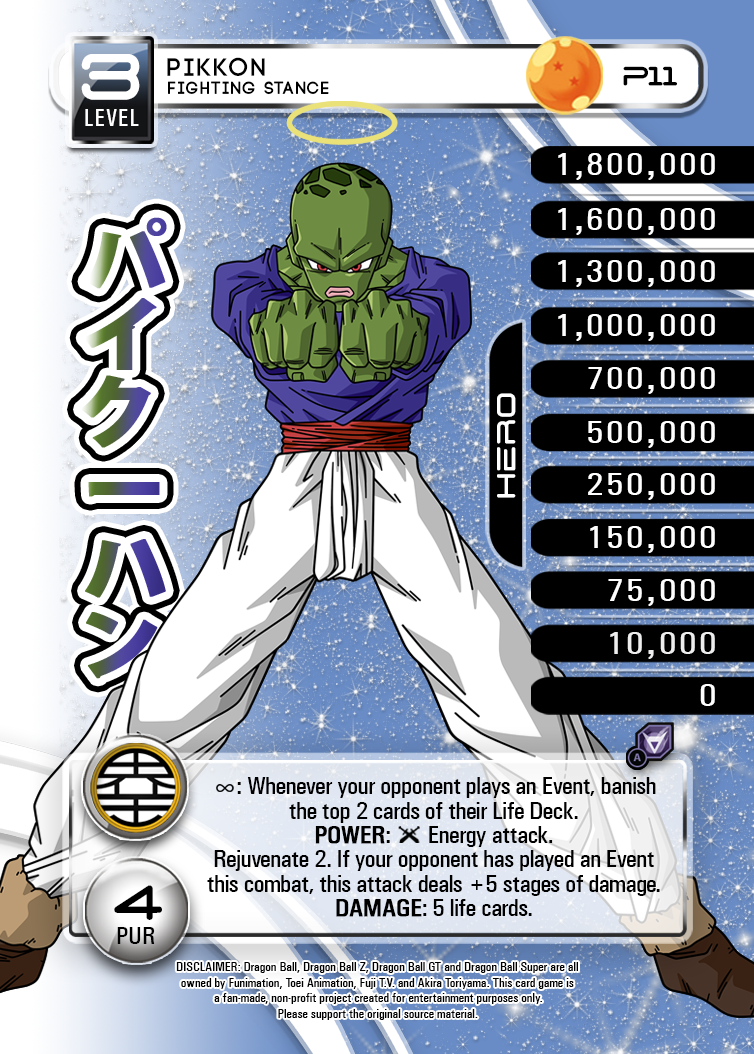 3
LEVEL
PIKKON
FIGHTING STANCE
P11
パイクーハン
1,800,000
1,600,000
1,300,000
1,000,000
700,000
500,000
250,000
150,000
75,000
10,000
0
HERO
A
∞: Whenever your opponent plays an Event, banish
the top 2 cards of their Life Deck.
POWER: Energy attack.
Rejuvenate 2. If your opponent has played an Event
this combat, this attack deals +5 stages of damage.
DAMAGE: 5 life cards.
4
PUR
DISCLAIMER: Dragon Ball, Dragon Ball Z, Dragon Ball GT and Dragon Ball Super are all
owned by Funimation, Toei Animation, Fuji T.V. and Akira Toriyama. This card game is
a fan-made, non-profit project created for entertainment purposes only.
Please support the original source material.